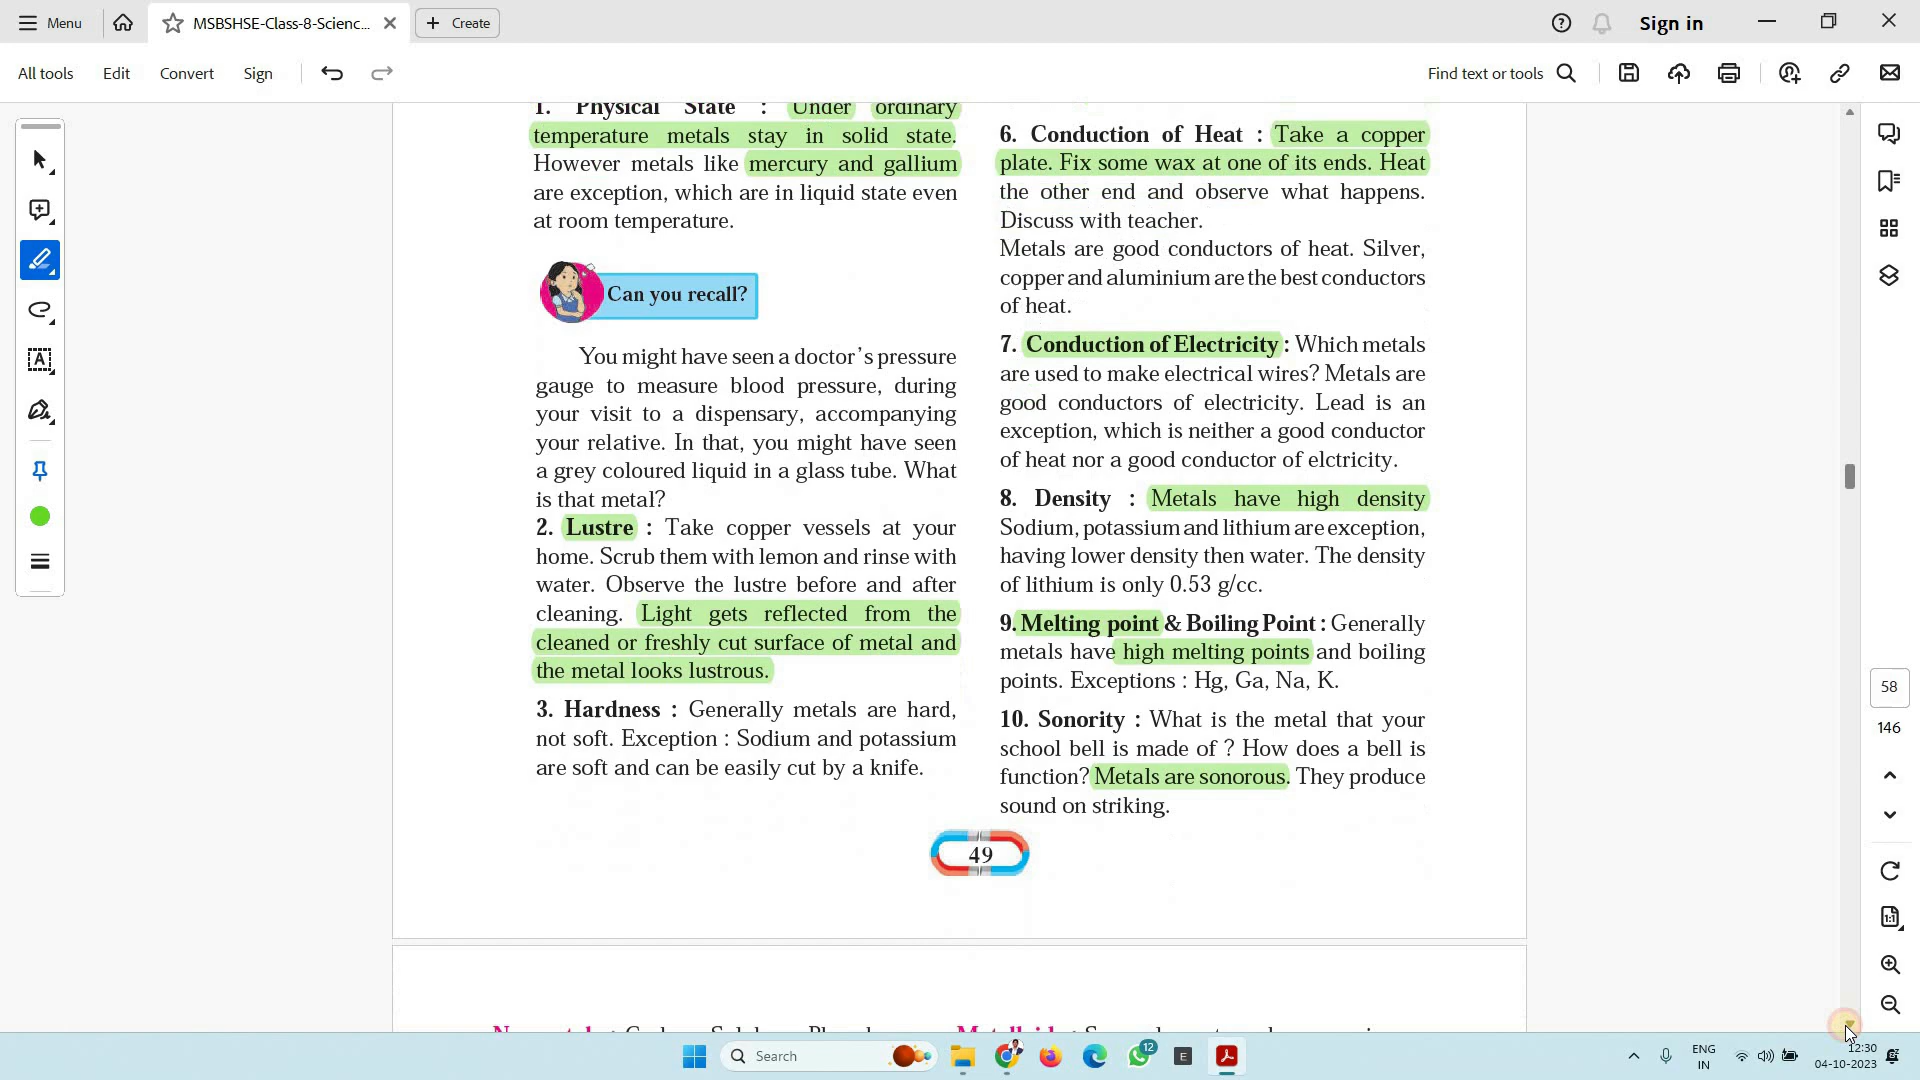 Menu
MSBSHSE-Class-8-Scienc...
Create
Sign in
All tools
Edit
Convert
Sign
Find text or tools
1. Physical State : Under ordinary
temperature metals stay in solid state.
However metals like mercury and gallium
are exception, which are in liquid state even
at room temperature.
Can you recall?
You might have seen a doctor's pressure
gauge to measure blood pressure, during
your visit to a dispensary, accompanying
your relative. In that, you might have seen
a grey coloured liquid in a glass tube. What
is that metal?
2. Lustre : Take copper vessels at your
home. Scrub them with lemon and rinse with
water. Observe the lustre before and after
cleaning. Light gets reflected from the
cleaned or freshly cut surface of metal and
the metal looks lustrous.
3. Hardness : Generally metals are hard,
not soft. Exception : Sodium and potassium
are soft and can be easily cut by a knife.
6. Conduction of Heat : Take a copper
plate. Fix some wax at one of its ends. Heat
the other end and observe what happens.
Discuss with teacher.
Metals are good conductors of heat. Silver,
copper and aluminium are the best conductors
of heat.
7. Conduction of Electricity : Which metals
are used to make electrical wires? Metals are
good conductors of electricity. Lead is an
exception, which is neither a good conductor
of heat nor a good conductor of elctricity.
8. Density : Metals have high density
Sodium, potassium and lithium are exception,
having lower density then water. The density
of lithium is only 0.53 g/cc.
9. Melting point & Boiling Point : Generally
metals have high melting points and boiling
points. Exceptions : Hg, Ga, Na, K.
10. Sonority : What is the metal that your
school bell is made of ? How does a bell is
function? Metals are sonorous. They produce
sound on striking.
49
58
146
Search
12
E
ENG
IN
12:30
04-10-2023